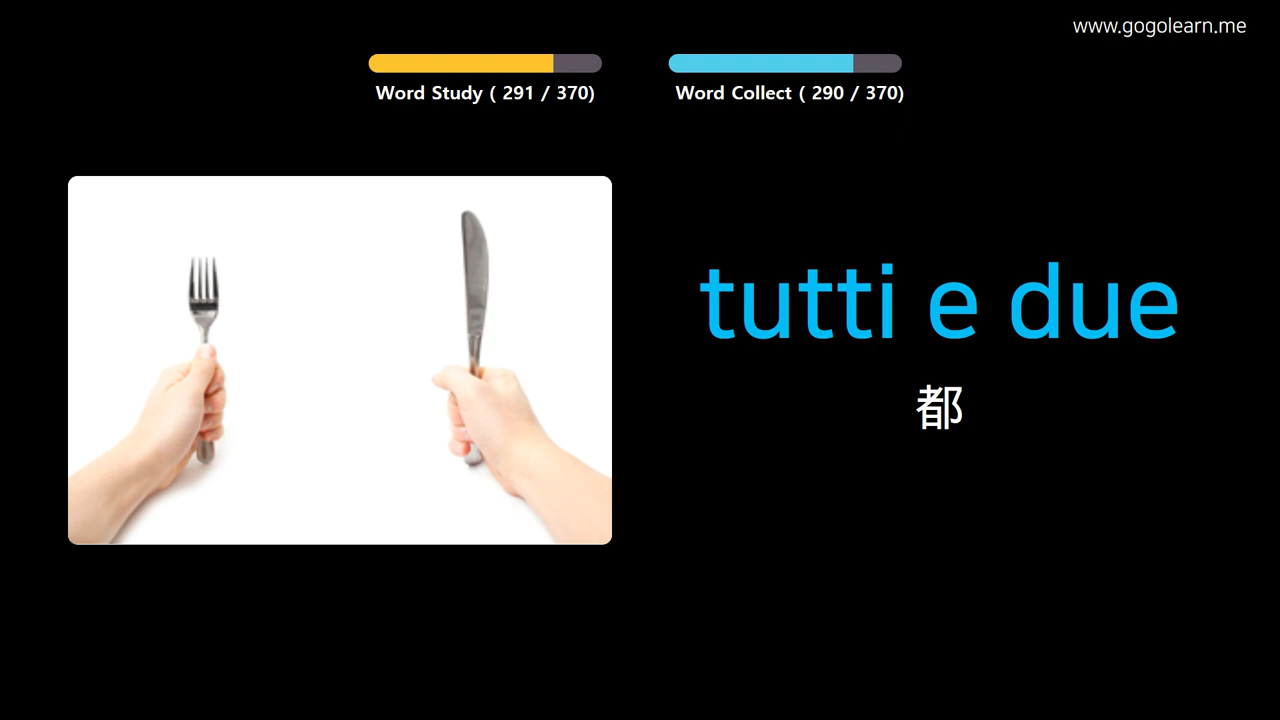 www.gogolearn.me
Word Study ( 291 / 370)
Word Collect ( 290 / 370)
tutti e due
都